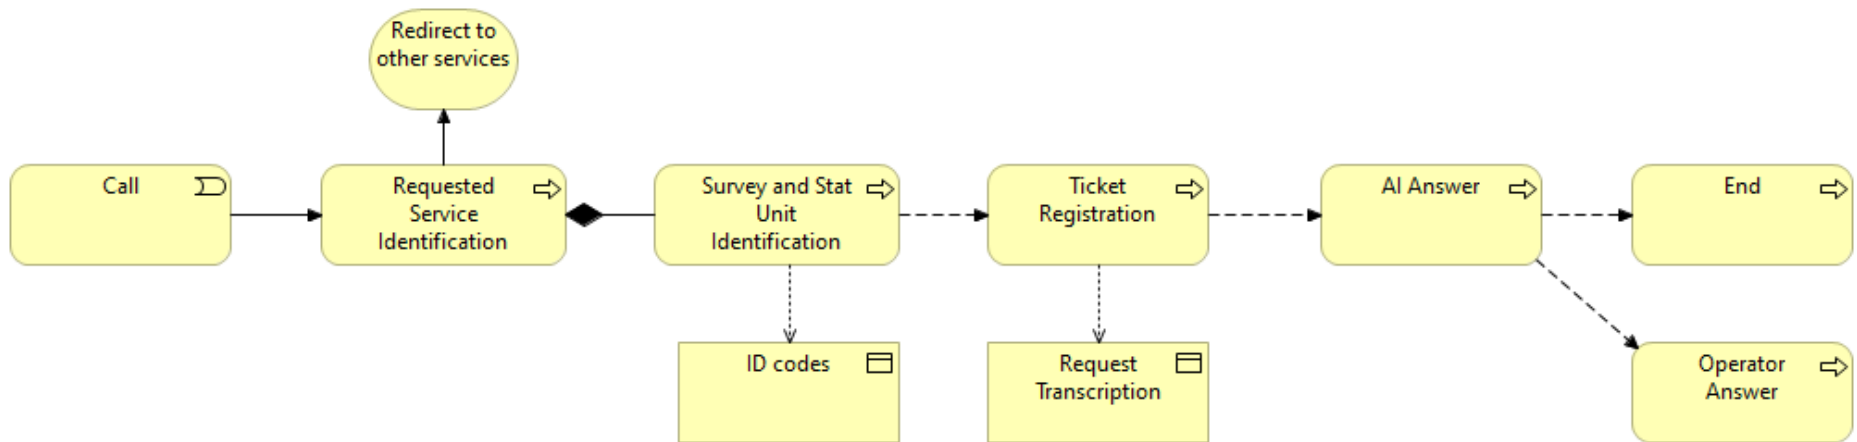 Redirect to
other services
Call
Requested
Service
Identification
Survey and Stat
Unit
Identification
Ticket
Registration
AI Answer
End
ID codes
Request
Transcription
Operator
Answer